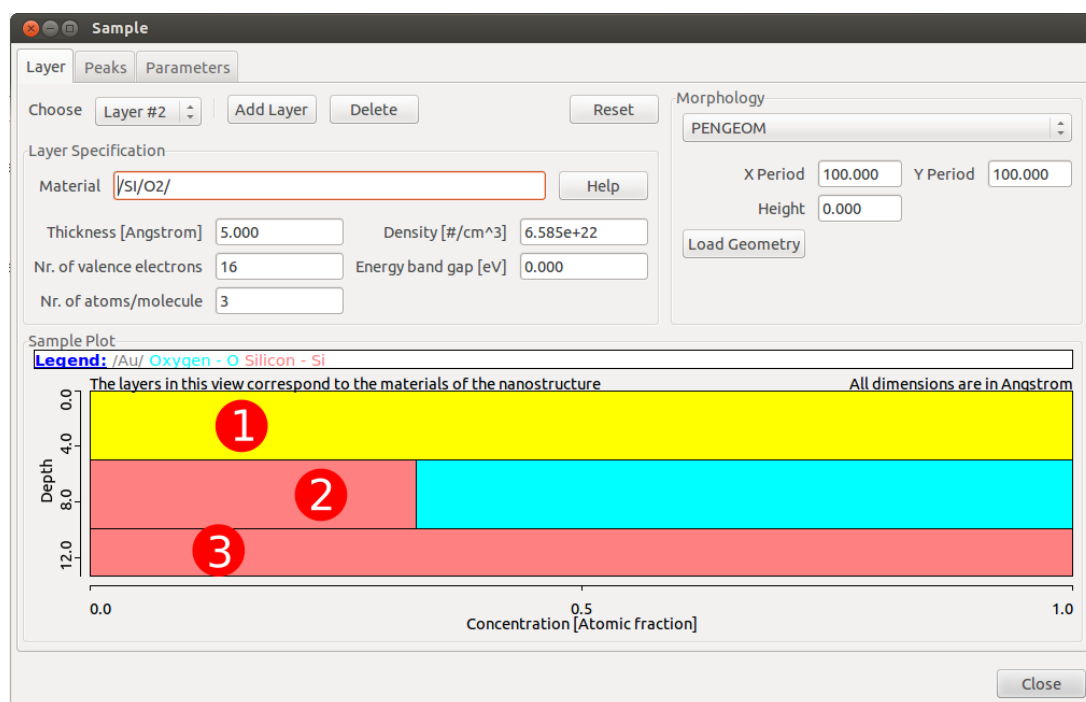 Sample
Layer Peaks Parameters
Choose Layer #2 Add Layer Delete Reset
Morphology
PENGEOM
Layer Specification
Material /SI/O2/ Help
X Period 100.000 Y Period 100.000
Height 0.000
Thickness [Angstrom] 5.000 Density [#/cm^3] 6.585e+22
Load Geometry
Nr. of valence electrons 16 Energy band gap [eV] 0.000
Nr. of atoms/molecule 3
Sample Plot
Legend: /Au/ Oxygen - O Silicon - Si
The layers in this view correspond to the materials of the nanostructure All dimensions are in Angstrom
0.0
4.0
8.0
12.0
Depth
1
2
3
0.0 0.5 1.0
Concentration [Atomic fraction]
Close